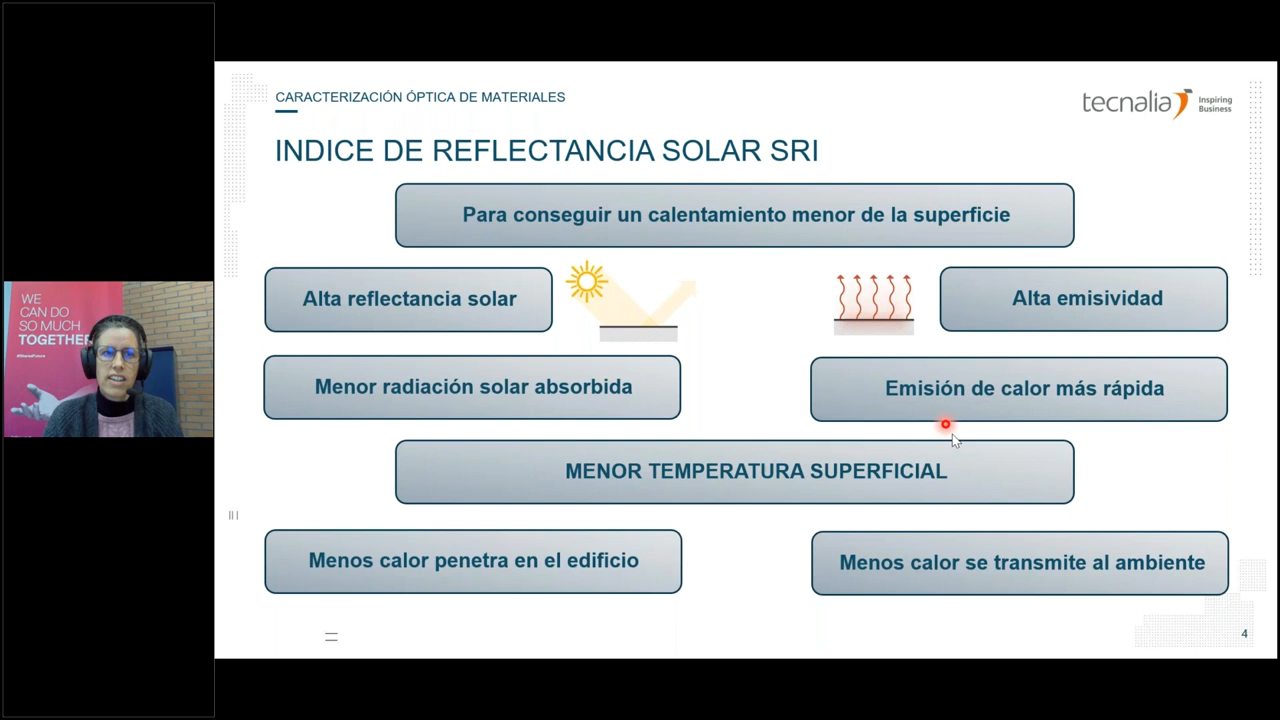 CARACTERIZACIÓN ÓPTICA DE MATERIALES
tecnalia Inspiring
Business
INDICE DE REFLECTANCIA SOLAR SRI
Para conseguir un calentamiento menor de la superficie
Alta reflectancia solar
Alta emisividad
Menor radiación solar absorbida
Emisión de calor más rápida
MENOR TEMPERATURA SUPERFICIAL
Menos calor penetra en el edificio
Menos calor se transmite al ambiente
4
WE
CAN DO
SO MUCH
TOGETHER